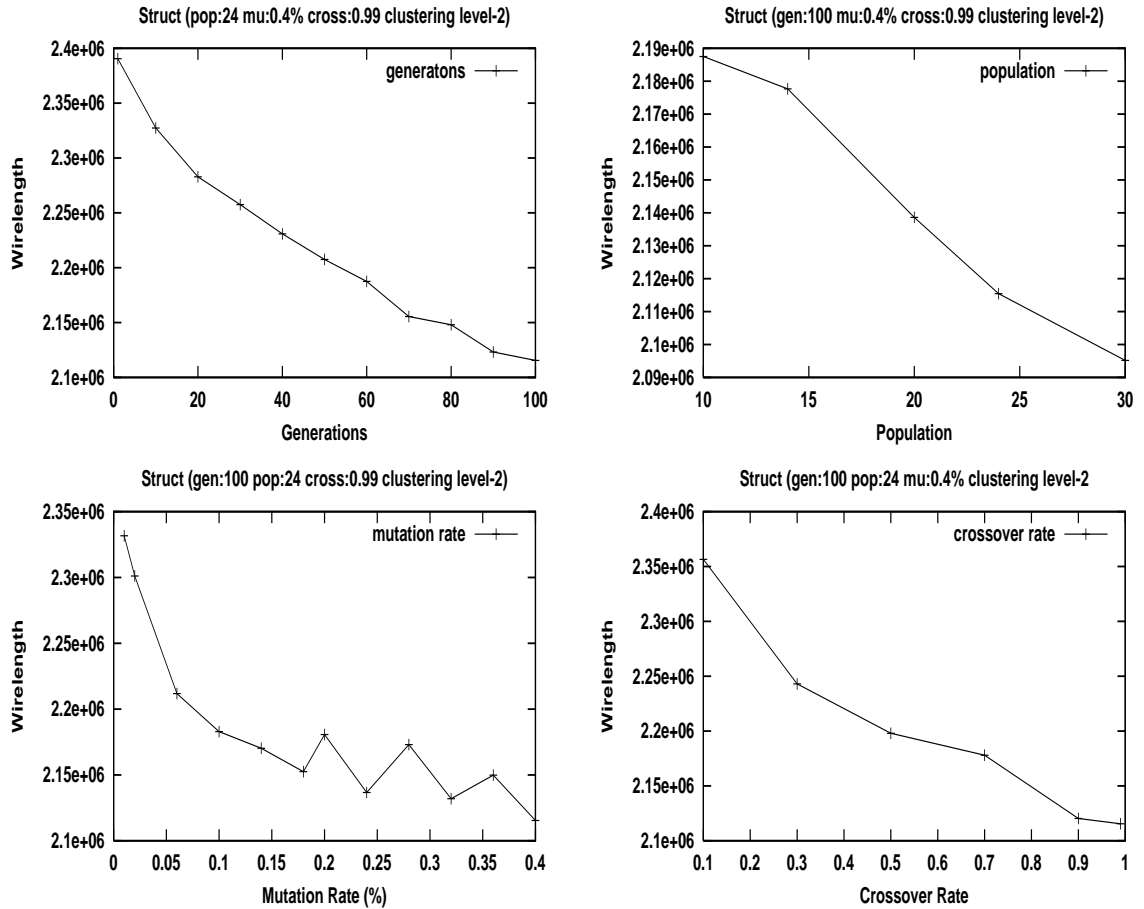 Struct (pop:24 mu:0.4% cross:0.99 clustering level-2)
2.4e+06
2.35e+06
2.3e+06
2.25e+06
2.2e+06
2.15e+06
2.1e+06
Wirelength
generatons
0 20 40 60 80 100
Generations
Struct (gen:100 mu:0.4% cross:0.99 clustering level-2)
2.19e+06
2.18e+06
2.17e+06
2.16e+06
2.15e+06
2.14e+06
2.13e+06
2.12e+06
2.11e+06
2.1e+06
2.09e+06
Wirelength
population
10 15 20 25 30
Population
Struct (gen:100 pop:24 cross:0.99 clustering level-2)
2.35e+06
2.3e+06
2.25e+06
2.2e+06
2.15e+06
2.1e+06
Wirelength
mutation rate
0 0.05 0.1 0.15 0.2 0.25 0.3 0.35 0.4
Mutation Rate (%)
Struct (gen:100 pop:24 mu:0.4% clustering level-2
2.4e+06
2.35e+06
2.3e+06
2.25e+06
2.2e+06
2.15e+06
2.1e+06
Wirelength
crossover rate
0.1 0.2 0.3 0.4 0.5 0.6 0.7 0.8 0.9 1
Crossover Rate